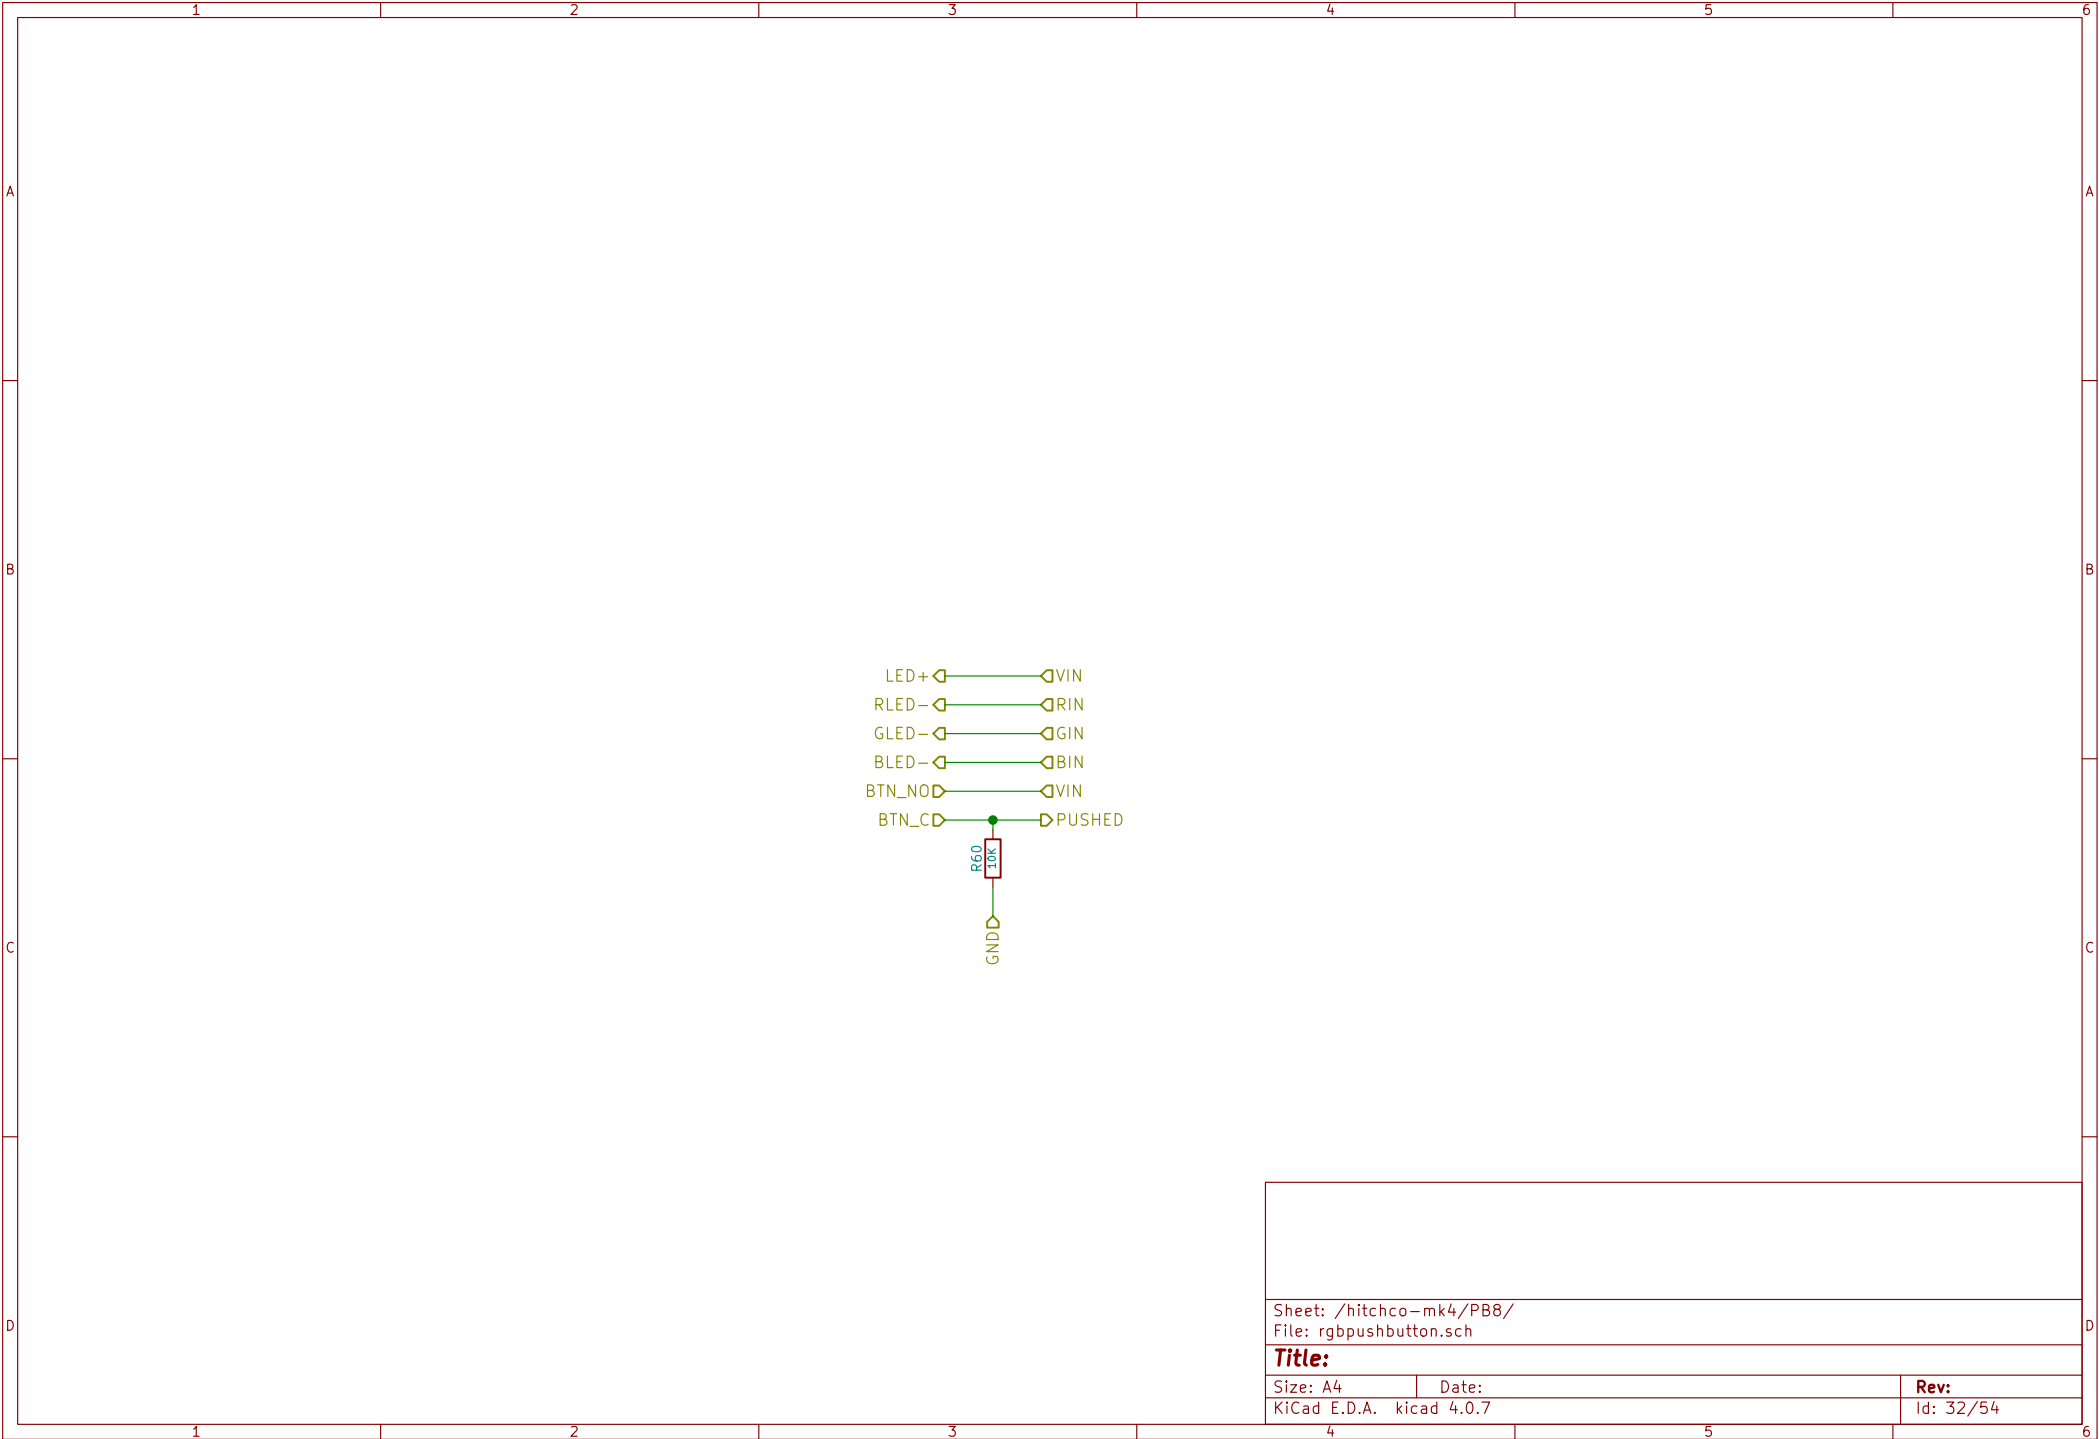 1 2 3 4 5 6
A A
B B
LED+ VIN
RLED- RIN
GLED- GIN
BLED- BIN
BTN_NO VIN
BTN_C PUSHED
R60
10K
GND
C C
Sheet: /hitchco-mk4/PB8/
File: rgbpushbutton.sch
D D
Title:
Size: A4 Date: Rev:
KiCad E.D.A. kicad 4.0.7 Id: 32/54
1 2 3 4 5 6